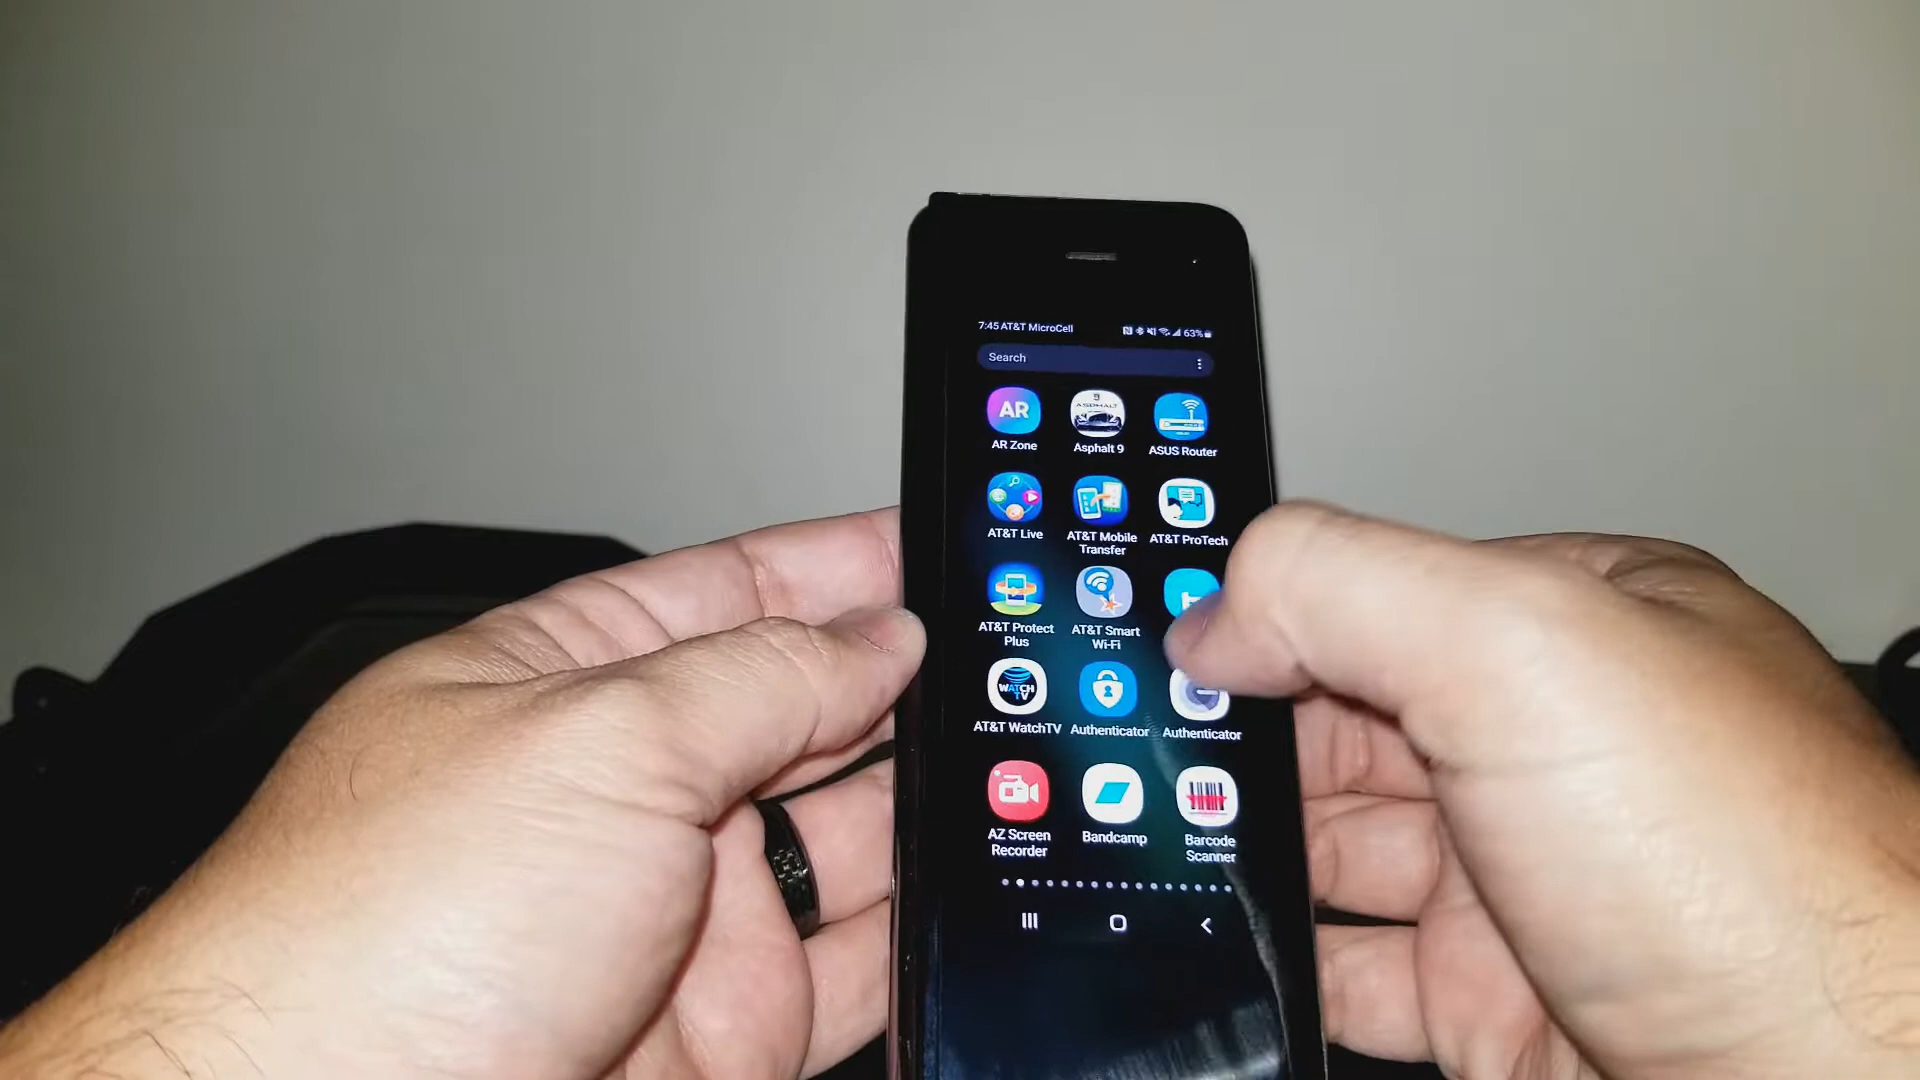 7:45 AT&T MicroCell 63%
Search
AR
AR Zone
9
ASPHALT
Asphalt 9
ASUS Router
AT&T Live
AT&T Mobile
Transfer
AT&T ProTech
AT&T Protect
Plus
AT&T Smart
Wi-Fi
WATCH
TV
AT&T WatchTV
Authenticator
Authenticator
AZ Screen
Recorder
Bandcamp
Barcode
Scanner